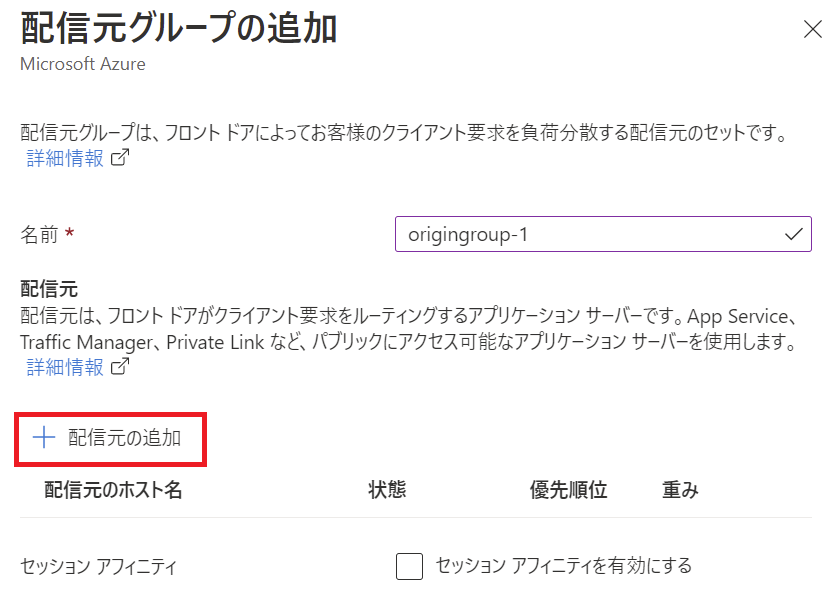 配信元グループの追加
Microsoft Azure
配信元グループは、フロント ドアによってお客様のクライアント要求を負荷分散する配信元のセットです。
詳細情報
名前 *
origingroup-1
配信元
配信元は、フロント ドアがクライアント要求をルーティングするアプリケーション サーバーです。App Service、
Traffic Manager、Private Link など、パブリックにアクセス可能なアプリケーション サーバーを使用します。
詳細情報
配信元の追加
配信元のホスト名 状態 優先順位 重み
セッション アフィニティ
セッション アフィニティを有効にする